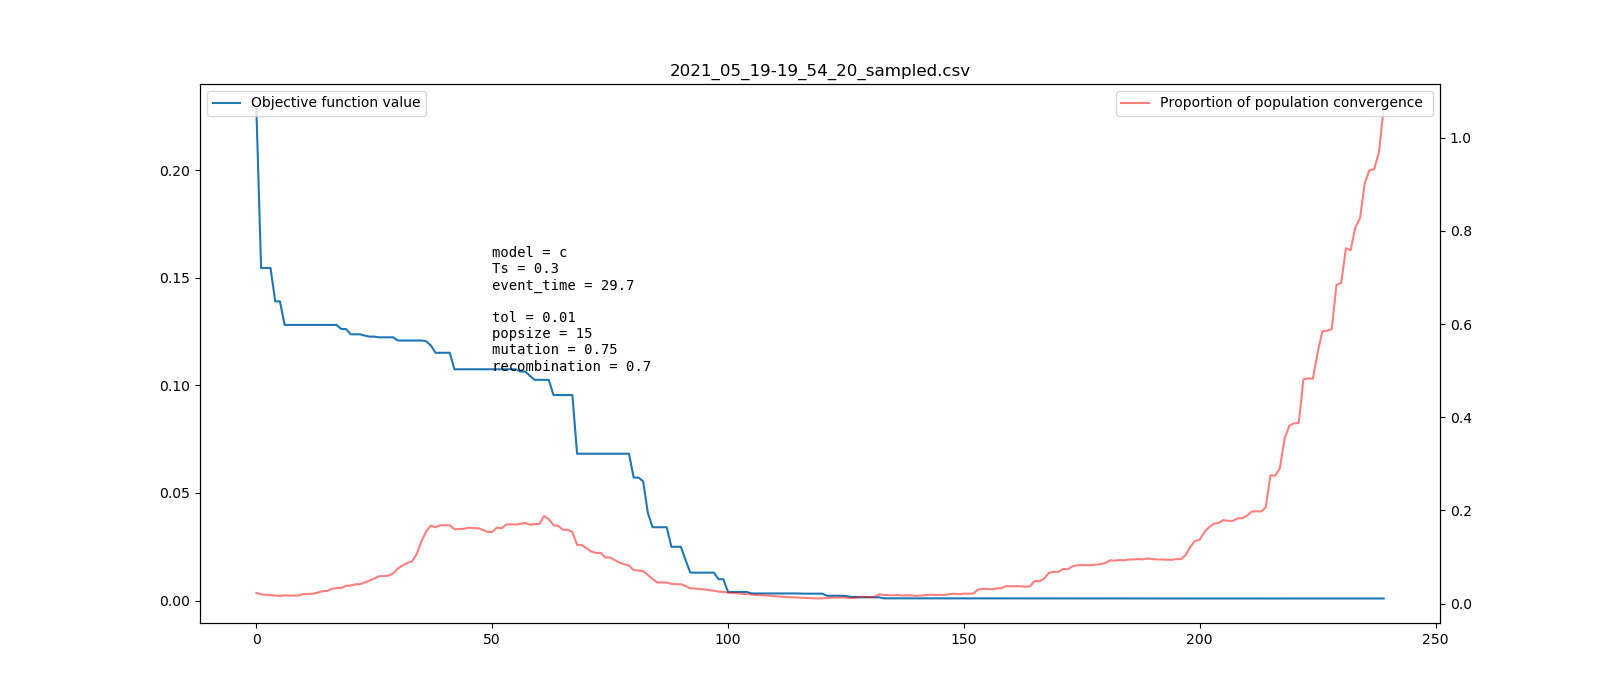 2021_05_19-19_54_20_sampled.csv
Objective function value
Proportion of population convergence
0.20
0.15
0.10
0.05
0.00
1.0
0.8
0.6
0.4
0.2
0.0
model = c
Ts = 0.3
event_time = 29.7
tol = 0.01
popsize = 15
mutation = 0.75
recombination = 0.7
0 50 100 150 200 250